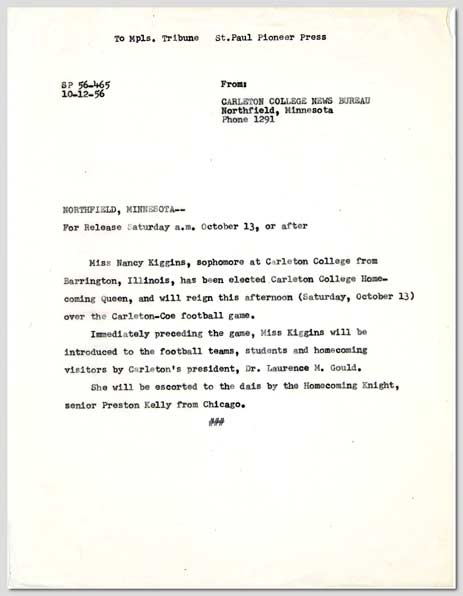 To Mpls. Tribune St.Paul Pioneer Press
SP 56-465
10-12-56
From:
CARLETON COLLEGE NEWS BUREAU
Northfield, Minnesota
Phone 1291
NORTHFIELD, MINNESOTA--
For Release Saturday a.m. October 13, or after
Miss Nancy Kiggins, sophomore at Carleton College from
Barrington, Illinois, has been elected Carleton College Home-
coming Queen, and will reign this afternoon (Saturday, October 13)
over the Carleton-Coe football game.
Immediately preceding the game, Miss Kiggins will be
introduced to the football teams, students and homecoming
visitors by Carleton's president, Dr. Laurence M. Gould.
She will be escorted to the dais by the Homecoming Knight,
senior Preston Kelly from Chicago.
###